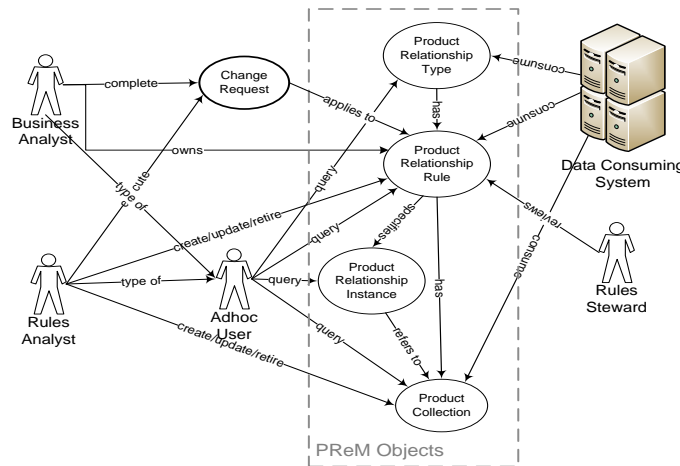 Product
Relationship
Type
complete
Change
Request
consume
Business
Analyst
applies to
has
consume
owns
Product
Relationship
Rule
Data Consuming
System
type of
cute
e
query
create/update/retire
query
specifies
reviews
type of
query
Product
Relationship
Instance
has
consume
Rules
Analyst
Adhoc
User
Rules
Steward
create/update/retire
query
refers to
Product
Collection
PReM Objects